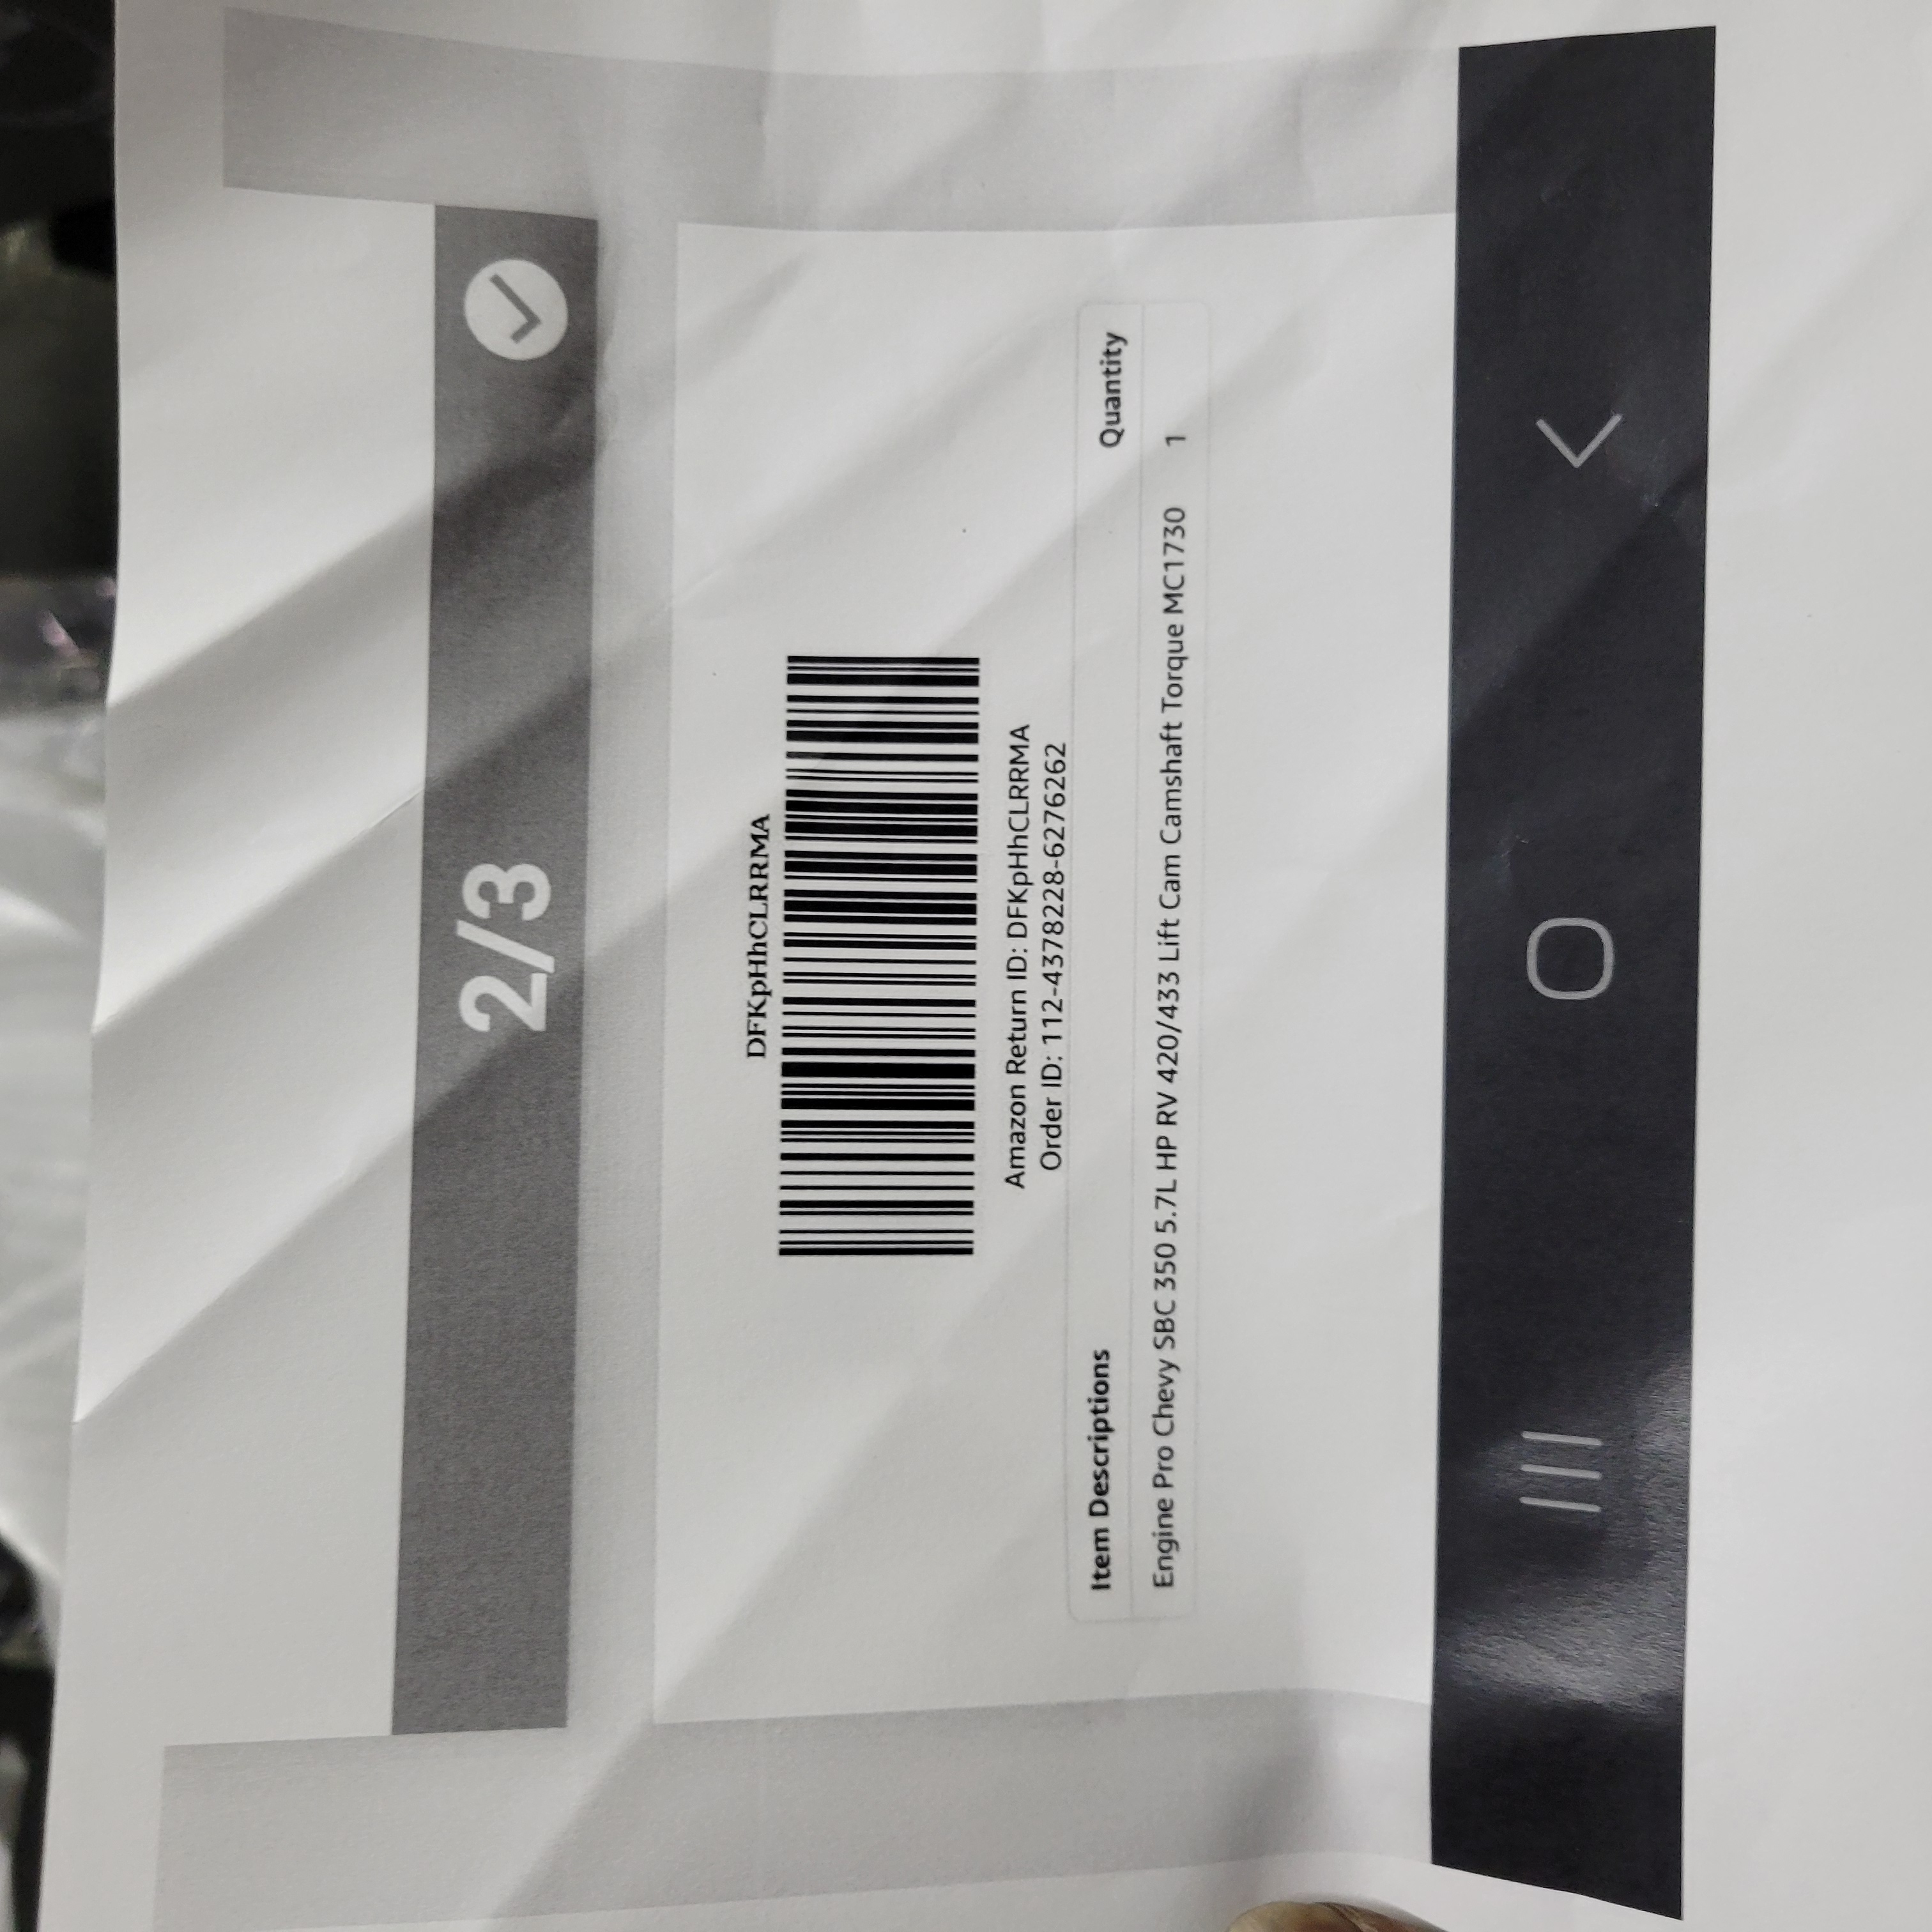 2/3
DFKpHhCLRRMA
Amazon Return ID: DFKpHhCLRRMA
Order ID: 112-4378228-6276262
Item Descriptions Quantity
Engine Pro Chevy SBC 350 5.7L HP RV 420/433 Lift Cam Camshaft Torque MC1730 1